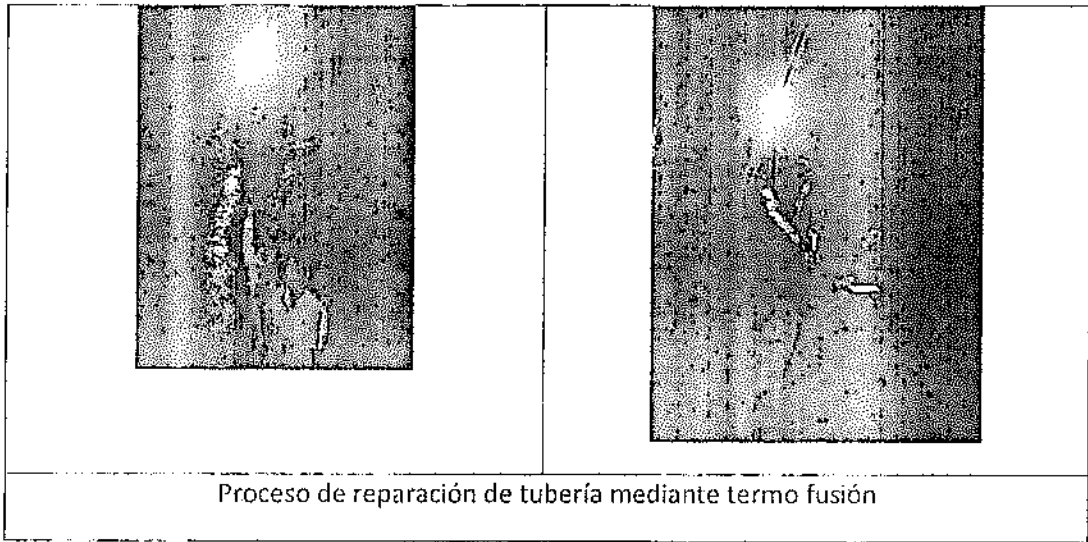 Proceso de reparación de tubería mediante termo fusión